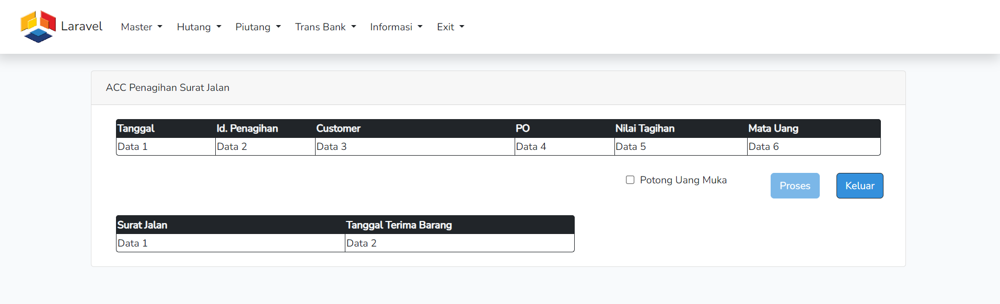 Laravel Master Hutang Piutang Trans Bank Informasi Exit
ACC Penagihan Surat Jalan
Tanggal Id. Penagihan Customer PO Nilai Tagihan Mata Uang
Data 1 Data 2 Data 3 Data 4 Data 5 Data 6
Potong Uang Muka Proses Keluar
Surat Jalan Tanggal Terima Barang
Data 1 Data 2